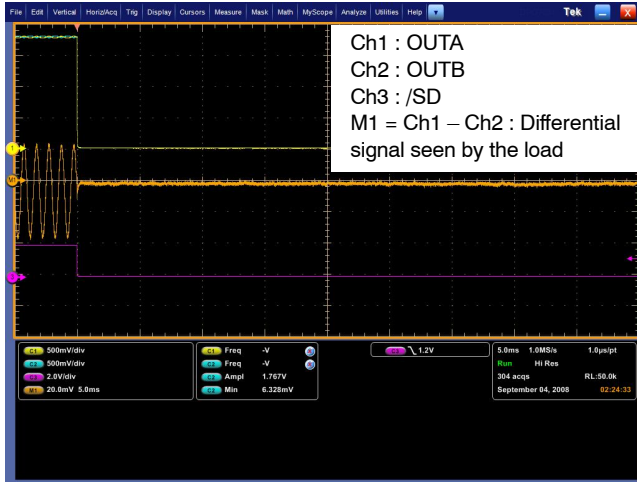 File Edit Vertical Horiz/Acq Trig Display Cursors Measure Mask Math MyScope Analyze Utilities Help Tek X
Ch1 : OUTA
Ch2 : OUTB
Ch3 : /SD
M1 = Ch1 – Ch2 : Differential
signal seen by the load
1
M1
3
C1 500mV/div
C2 500mV/div
C3 2.0V/div
M1 20.0mV 5.0ms
C1 Freq -V
C2 Freq -V
C2 Ampl 1.767V
C2 Min 6.328mV
C3 1.2V
5.0ms 1.0MS/s 1.0µs/pt
Run Hi Res
304 acqs RL:50.0k
September 04, 2008 02:24:33